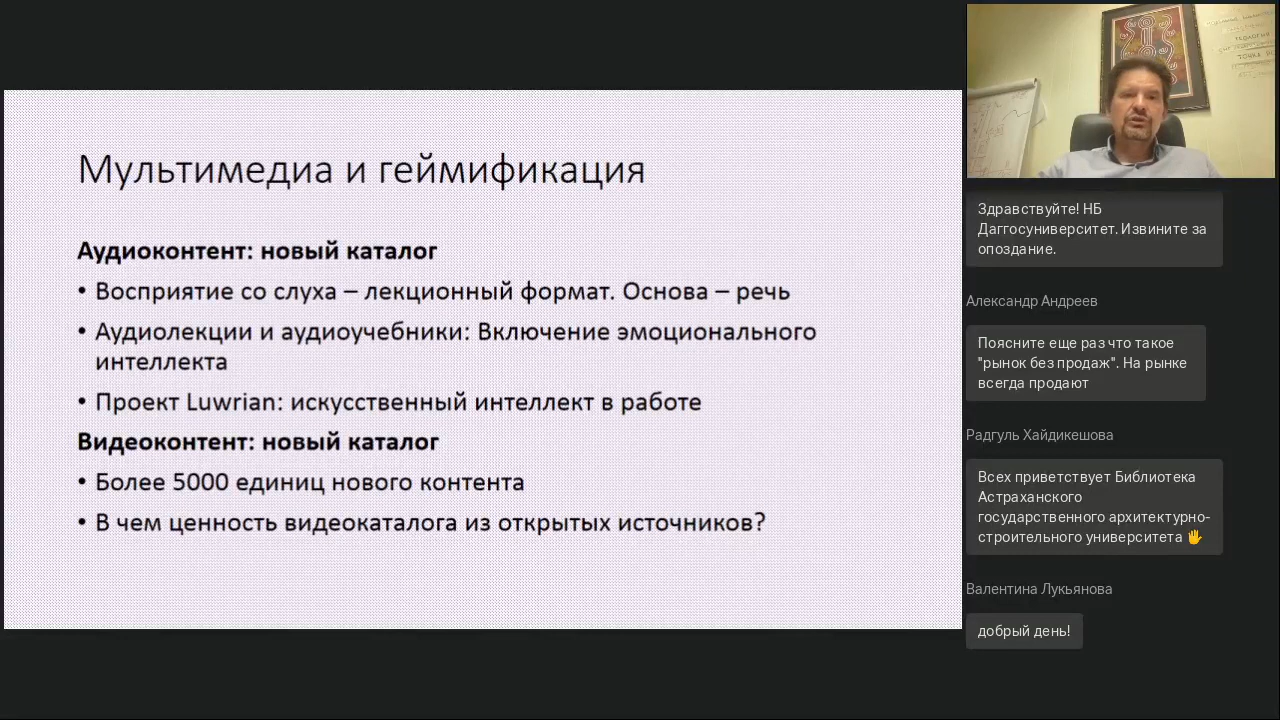 Мультимедиа и геймификация
Аудиоконтент: новый каталог
• Восприятие со слуха – лекционный формат. Основа – речь
• Аудиолекции и аудиоучебники: Включение эмоционального
интеллекта
• Проект Luwrian: искусственный интеллект в работе
Видеоконтент: новый каталог
• Более 5000 единиц нового контента
• В чем ценность видеокаталога из открытых источников?
Здравствуйте! НБ
Даггосуниверситет. Извините за
опоздание.
Александр Андреев
Поясните еще раз что такое
"рынок без продаж". На рынке
всегда продают
Радгуль Хайдикешова
Всех приветствует Библиотека
Астраханского
государственного архитектурно-
строительного университета 🖐
Валентина Лукьянова
добрый день!